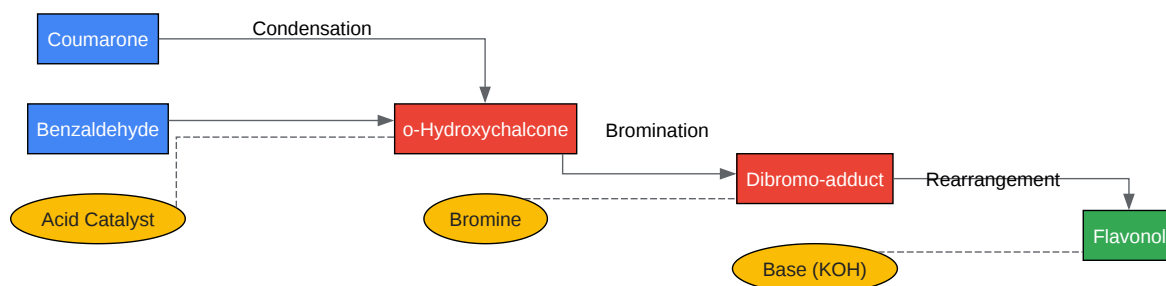 Coumarone
Condensation
Benzaldehyde
o-Hydroxychalcone
Bromination
Dibromo-adduct
Rearrangement
Acid Catalyst
Bromine
Flavonol
Base (KOH)